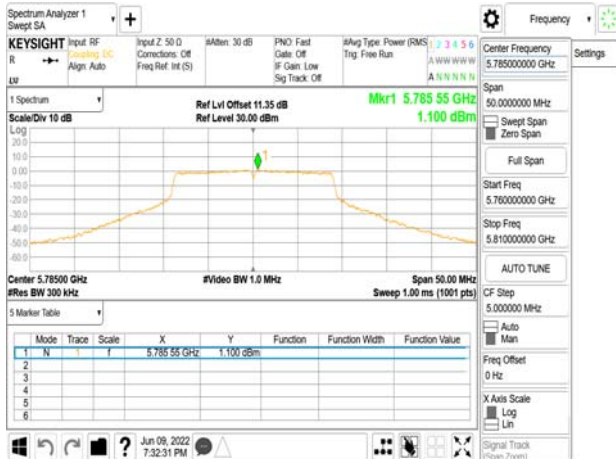 Spectrum Analyzer 1
Swept SA
Frequency
KEYSIGHT Input: RF Input Z: 50 Ω #Atten: 30 dB PNO: Fast #Avg Type: Power (RMS) 1 2 3 4 5 6
R Coupling: DC Corrections: Off Gate: Off Trig: Free Run A W W W W W
Align: Auto Freq Ref: Int (S) IF Gain: Low
Sig Track: Off A N N N N N
LXI
1 Spectrum
Scale/Div 10 dB
Ref Lvl Offset 11.35 dB
Ref Level 30.00 dBm
Mkr1 5.785 55 GHz
1.100 dBm
Log
20.0
10.0
0.00
-10.0
-20.0
-30.0
-40.0
-50.0
-60.0
1
Center 5.78500 GHz #Video BW 1.0 MHz Span 50.00 MHz
#Res BW 300 kHz Sweep 1.00 ms (1001 pts)
5 Marker Table
Mode Trace Scale X Y Function Function Width Function Value
1 N 1 f 5.785 55 GHz 1.100 dBm
2
3
4
5
6
Jun 09, 2022
7:32:31 PM
Settings
Center Frequency
5.785000000 GHz
Span
50.0000000 MHz
Swept Span
Zero Span
Full Span
Start Freq
5.760000000 GHz
Stop Freq
5.810000000 GHz
AUTO TUNE
CF Step
5.000000 MHz
Auto
Man
Freq Offset
0 Hz
X Axis Scale
Log
Lin
Signal Track
(Span Zoom)